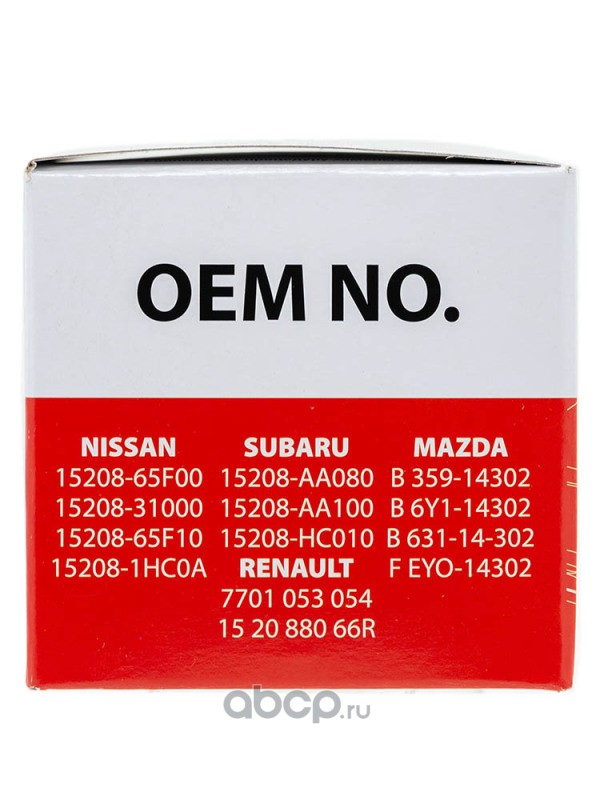 OEM NO.
NISSAN
15208-65F00
15208-31000
15208-65F10
15208-1HC0A
SUBARU
15208-AA080
15208-AA100
15208-HC010
RENAULT
7701 053 054
15 20 880 66R
MAZDA
B 359-14302
B 6Y1-14302
B 631-14-302
F EYO-14302
abcp.ru